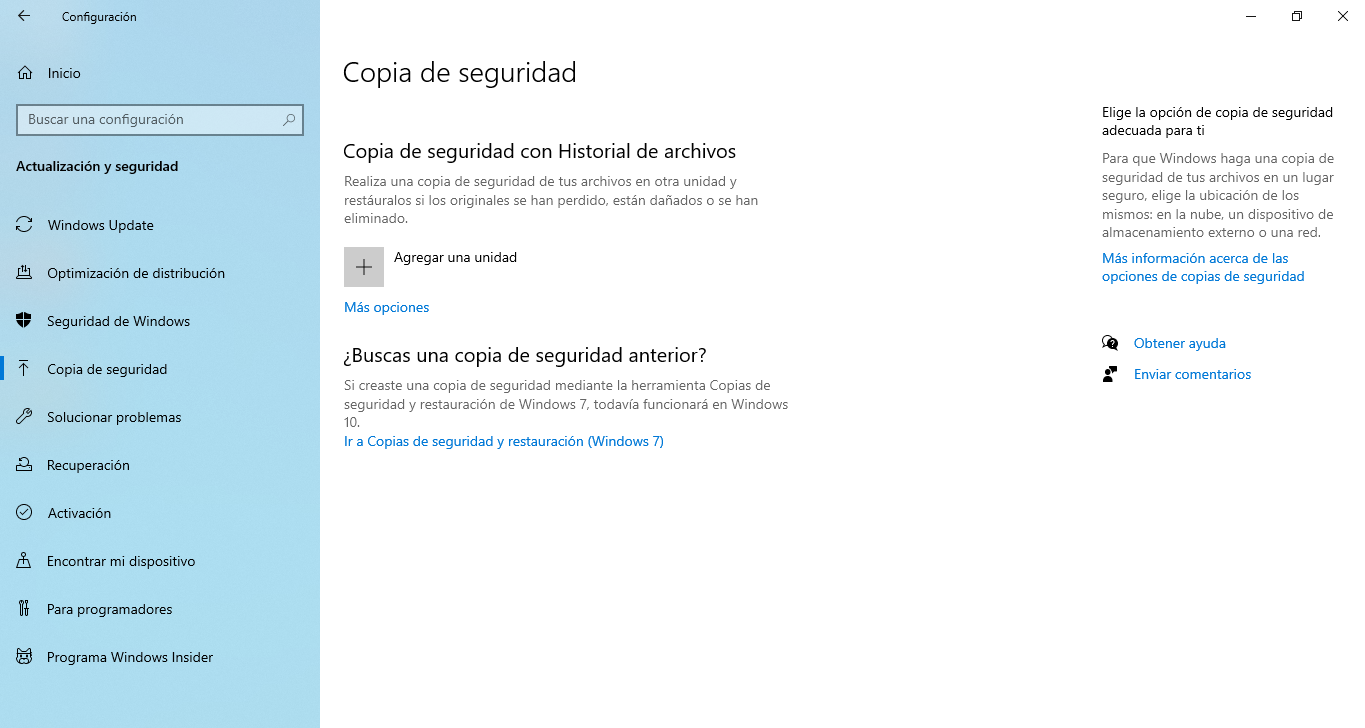 Configuración
Inicio
Buscar una configuración
Actualización y seguridad
Windows Update
Optimización de distribución
Seguridad de Windows
Copia de seguridad
Solucionar problemas
Recuperación
Activación
Encontrar mi dispositivo
Para programadores
Programa Windows Insider
Copia de seguridad
Copia de seguridad con Historial de archivos
Realiza una copia de seguridad de tus archivos en otra unidad y
restáuralos si los originales se han perdido, están dañados o se han
eliminado.
Agregar una unidad
Más opciones
¿Buscas una copia de seguridad anterior?
Si creaste una copia de seguridad mediante la herramienta Copias de
seguridad y restauración de Windows 7, todavía funcionará en Windows
10.
Ir a Copias de seguridad y restauración (Windows 7)
Elige la opción de copia de seguridad
adecuada para ti
Para que Windows haga una copia de
seguridad de tus archivos en un lugar
seguro, elige la ubicación de los
mismos: en la nube, un dispositivo de
almacenamiento externo o una red.
Más información acerca de las
opciones de copias de seguridad
Obtener ayuda
Enviar comentarios